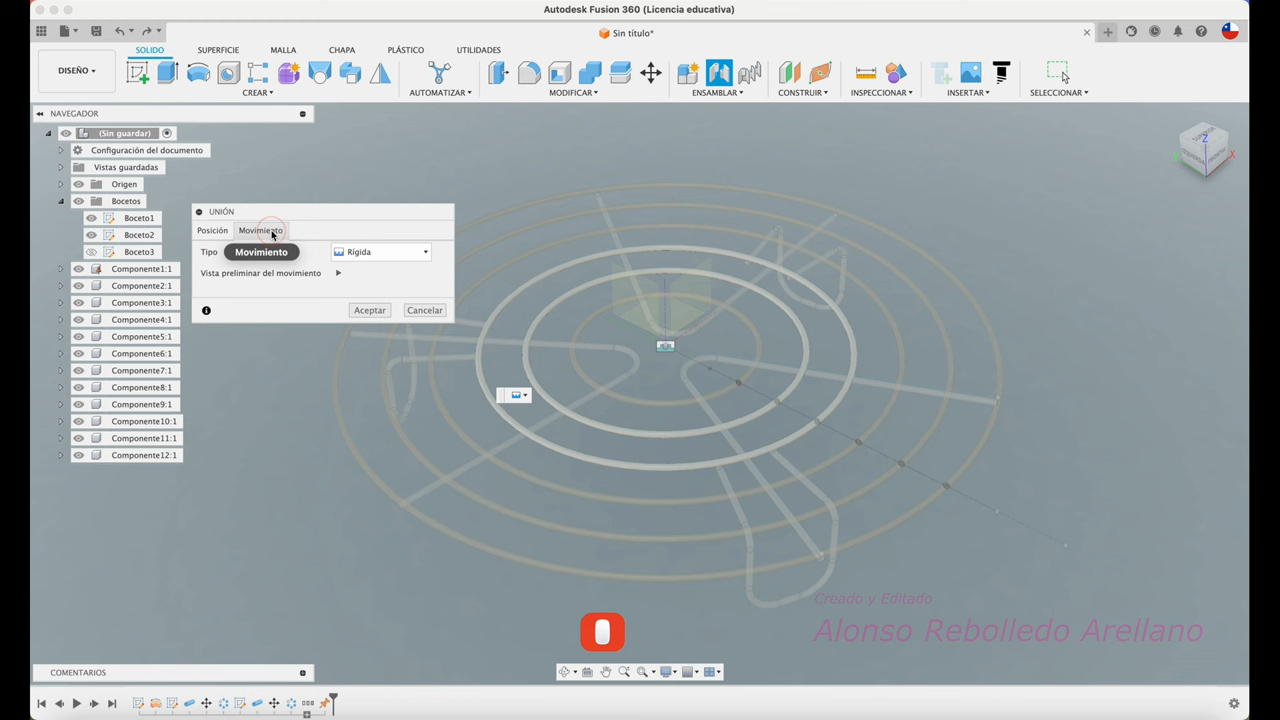 Autodesk Fusion 360 (Licencia educativa)
Sin título*
SOLIDO SUPERFICIE MALLA CHAPA PLÁSTICO UTILIDADES
DISEÑO
CREAR AUTOMATIZAR MODIFICAR ENSAMBLAR CONSTRUIR INSPECCIONAR INSERTAR SELECCIONAR
NAVEGADOR
(Sin guardar)
Configuración del documento
Vistas guardadas
Origen
Bocetos
Boceto1
Boceto2
Boceto3
Componente1:1
Componente2:1
Componente3:1
Componente4:1
Componente5:1
Componente6:1
Componente7:1
Componente8:1
Componente9:1
Componente10:1
Componente11:1
Componente12:1
UNIÓN
Posición Movimiento
Tipo Movimiento Rígida
Vista preliminar del movimiento
Aceptar Cancelar
Z
X
Creado y Editado
Alonso Rebolledo Arellano
COMENTARIOS